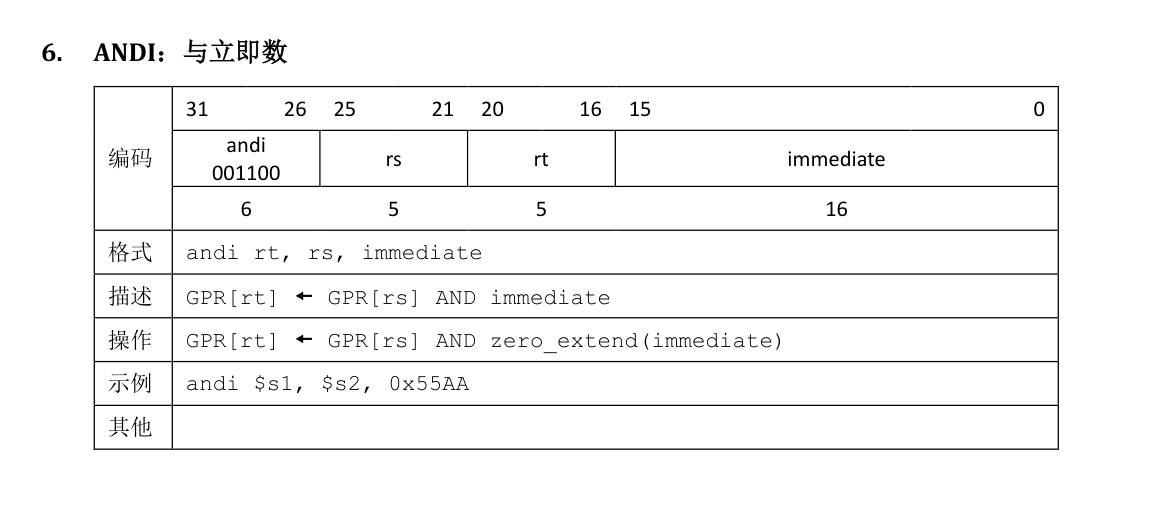 6. ANDI：与立即数
编码
31 26 25 21 20 16 15 0
andi
001100
rs
rt
immediate
6 5 5 16
格式 andi rt, rs, immediate
描述 GPR[rt] ← GPR[rs] AND immediate
操作 GPR[rt] ← GPR[rs] AND zero_extend(immediate)
示例 andi $s1, $s2, 0x55AA
其他